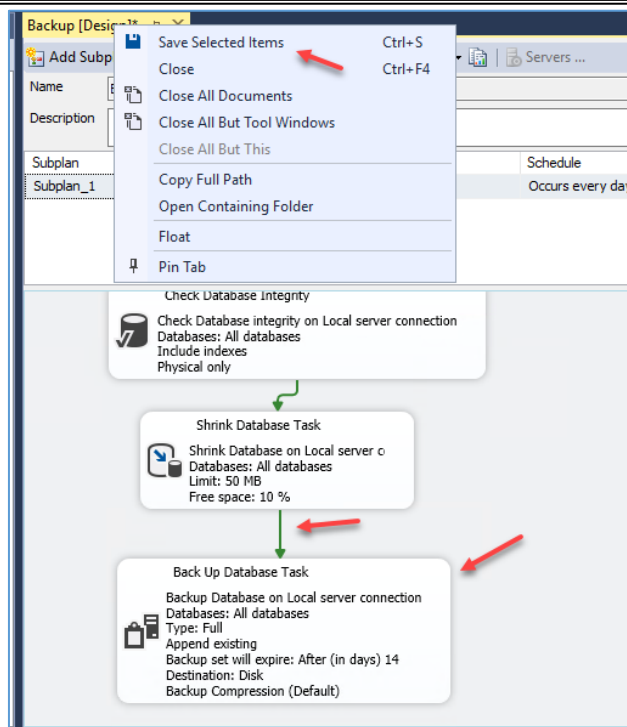 Backup [Design]*
Add Subp
Servers ...
Save Selected Items Ctrl+S
Close Ctrl+F4
Close All Documents
Close All But Tool Windows
Close All But This
Copy Full Path
Open Containing Folder
Float
Pin Tab
Name
Description
Subplan Schedule
Subplan_1 Occurs every day
Check Database Integrity
Check Database integrity on Local server connection
Databases: All databases
Include indexes
Physical only
Shrink Database Task
Shrink Database on Local server c
Databases: All databases
Limit: 50 MB
Free space: 10 %
Back Up Database Task
Backup Database on Local server connection
Databases: All databases
Type: Full
Append existing
Backup set will expire: After (in days) 14
Destination: Disk
Backup Compression (Default)